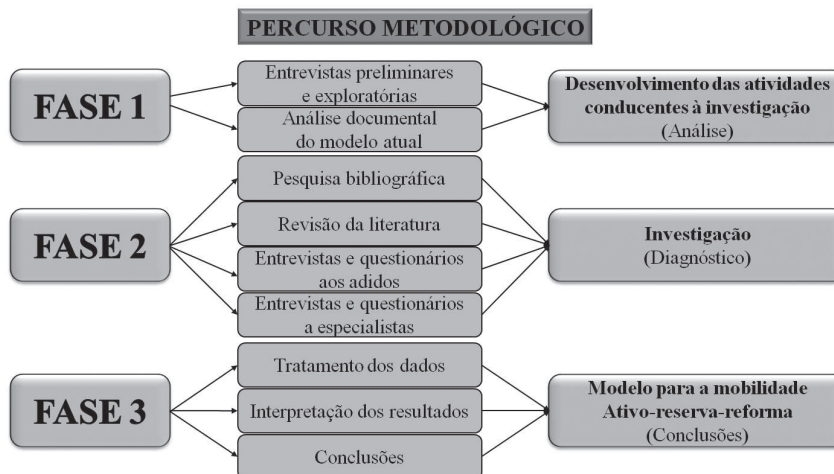 PERCURSO METODOLÓGICO
FASE 1
Entrevistas preliminares
e exploratórias
Análise documental
do modelo atual
Desenvolvimento das atividades
conducentes à investigação
(Análise)
FASE 2
Pesquisa bibliográfica
Revisão da literatura
Entrevistas e questionários
aos adidos
Entrevistas e questionários
a especialistas
Investigação
(Diagnóstico)
FASE 3
Tratamento dos dados
Interpretação dos resultados
Conclusões
Modelo para a mobilidade
Ativo-reserva-reforma
(Conclusões)